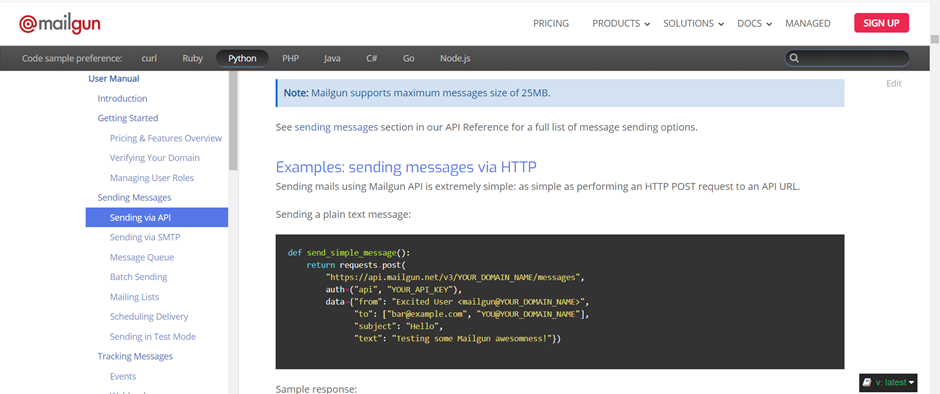 @mailgun
PRICING PRODUCTS SOLUTIONS DOCS MANAGED SIGN UP
Code sample preference: curl Ruby Python PHP Java C# Go Node.js
User Manual
Introduction
Getting Started
Pricing & Features Overview
Verifying Your Domain
Managing User Roles
Sending Messages
Sending via API
Sending via SMTP
Message Queue
Batch Sending
Mailing Lists
Scheduling Delivery
Sending in Test Mode
Tracking Messages
Events
Edit
Note: Mailgun supports maximum messages size of 25MB.
See sending messages section in our API Reference for a full list of message sending options.
Examples: sending messages via HTTP
Sending mails using Mailgun API is extremely simple: as simple as performing an HTTP POST request to an API URL.
Sending a plain text message:
def send_simple_message():
return requests.post(
"https://api.mailgun.net/v3/YOUR_DOMAIN_NAME/messages",
auth=("api", "YOUR_API_KEY"),
data={"from": "Excited User <mailgun@YOUR_DOMAIN_NAME>",
"to": ["bar@example.com", "YOU@YOUR_DOMAIN_NAME"],
"subject": "Hello",
"text": "Testing some Mailgun awesomness!"})
Sample response:
v: latest